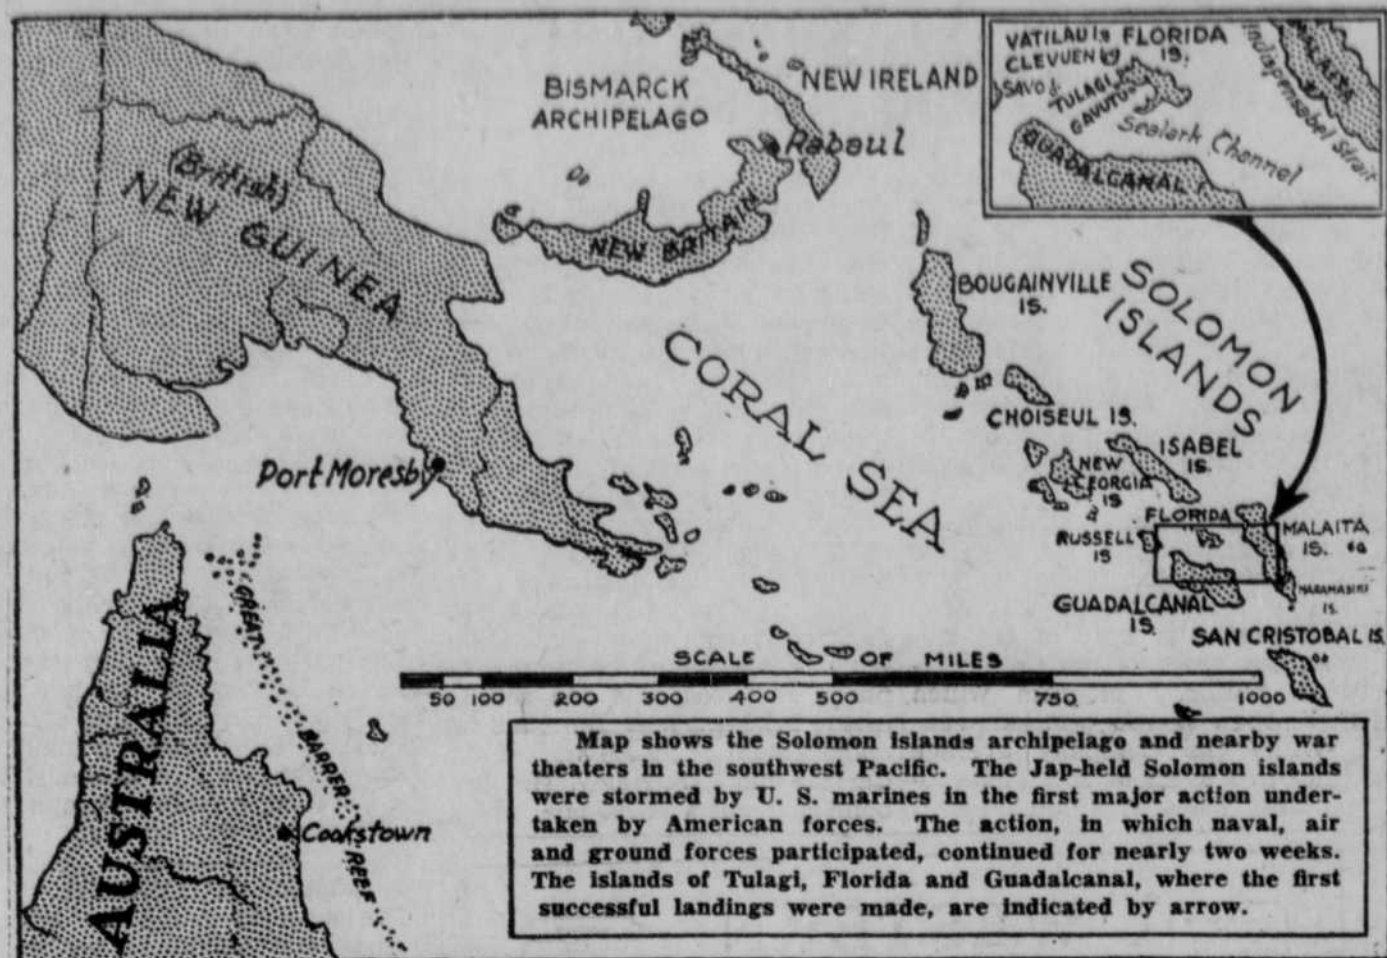 VATILAU IS FLORIDA
IS.
CLEVUEN
SAVO
TULAGI
GAVUTU
Sealark Channel
Indispensabel Strait
MALAITA
GUADALCANAL I.
BISMARCK
ARCHIPELAGO
NEW IRELAND
Raboul
(British)
NEW GUINEA
NEW BRITAIN
BOUGAINVILLE
IS.
SOLOMON
ISLANDS
CORAL SEA
CHOISEUL IS.
ISABEL
IS.
NEW
GEORGIA
IS
Port Moresby
FLORIDA
RUSSELL
IS
MALAITA
IS.
GUADALCANAL
IS.
IS.
SAN CRISTOBAL IS.
AUSTRALIA
GREAT
BARRER
REEF
Cookstown
SCALE OF MILES
50 100 200 300 400 500 750 1000
Map shows the Solomon islands archipelago and nearby war
theaters in the southwest Pacific. The Jap-held Solomon islands
were stormed by U. S. marines in the first major action under-
taken by American forces. The action, in which naval, air
and ground forces participated, continued for nearly two weeks.
The islands of Tulagi, Florida and Guadalcanal, where the first
successful landings were made, are indicated by arrow.